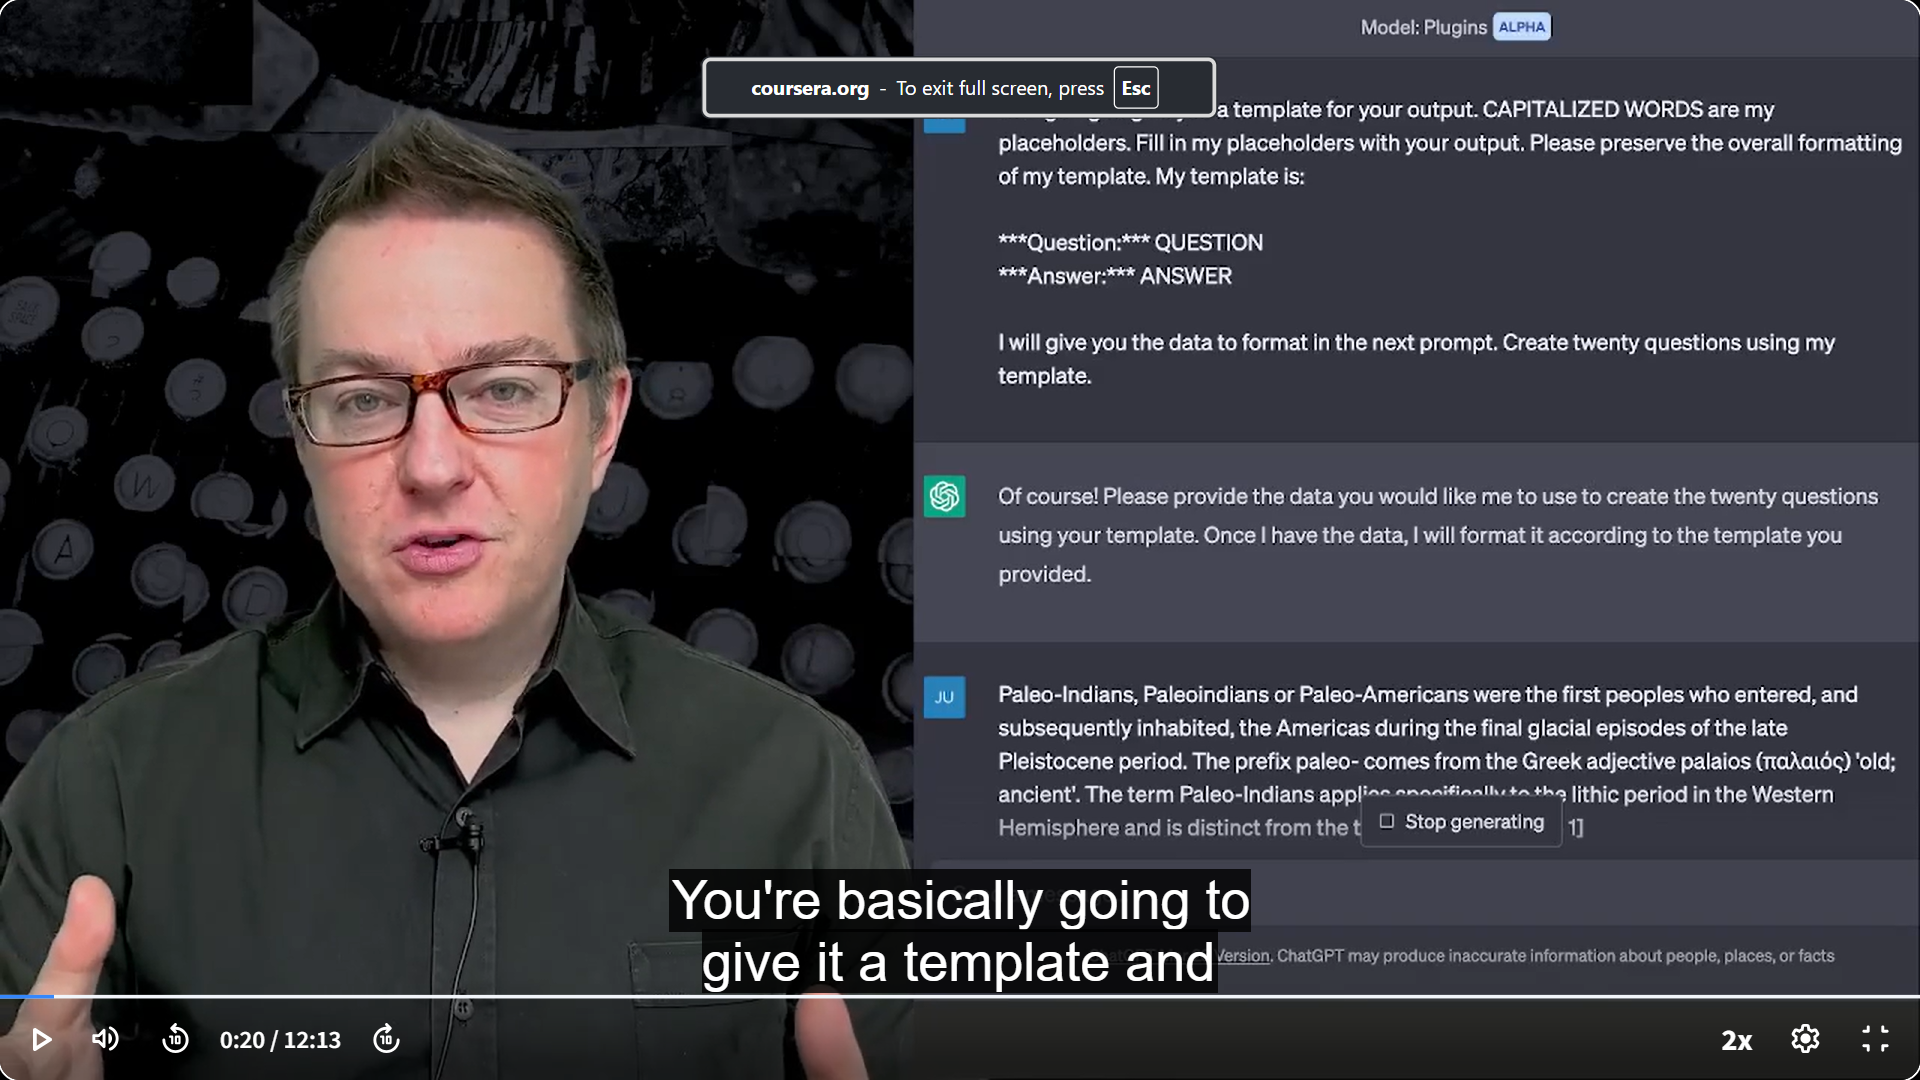 Model: Plugins ALPHA
coursera.org - To exit full screen, press Esc
a template for your output. CAPITALIZED WORDS are my
placeholders. Fill in my placeholders with your output. Please preserve the overall formatting
of my template. My template is:
***Question:*** QUESTION
***Answer:*** ANSWER
I will give you the data to format in the next prompt. Create twenty questions using my
template.
Of course! Please provide the data you would like me to use to create the twenty questions
using your template. Once I have the data, I will format it according to the template you
provided.
JU
Paleo-Indians, Paleoindians or Paleo-Americans were the first peoples who entered, and
subsequently inhabited, the Americas during the final glacial episodes of the late
Pleistocene period. The prefix paleo- comes from the Greek adjective palaios (παλαιός) 'old;
ancient'. The term Paleo-Indians applies specifically to the lithic period in the Western
Hemisphere and is distinct from the t 1]
Stop generating
You're basically going to
give it a template and
Version. ChatGPT may produce inaccurate information about people, places, or facts
0:20 / 12:13
2x
10
10
W
A
S
D